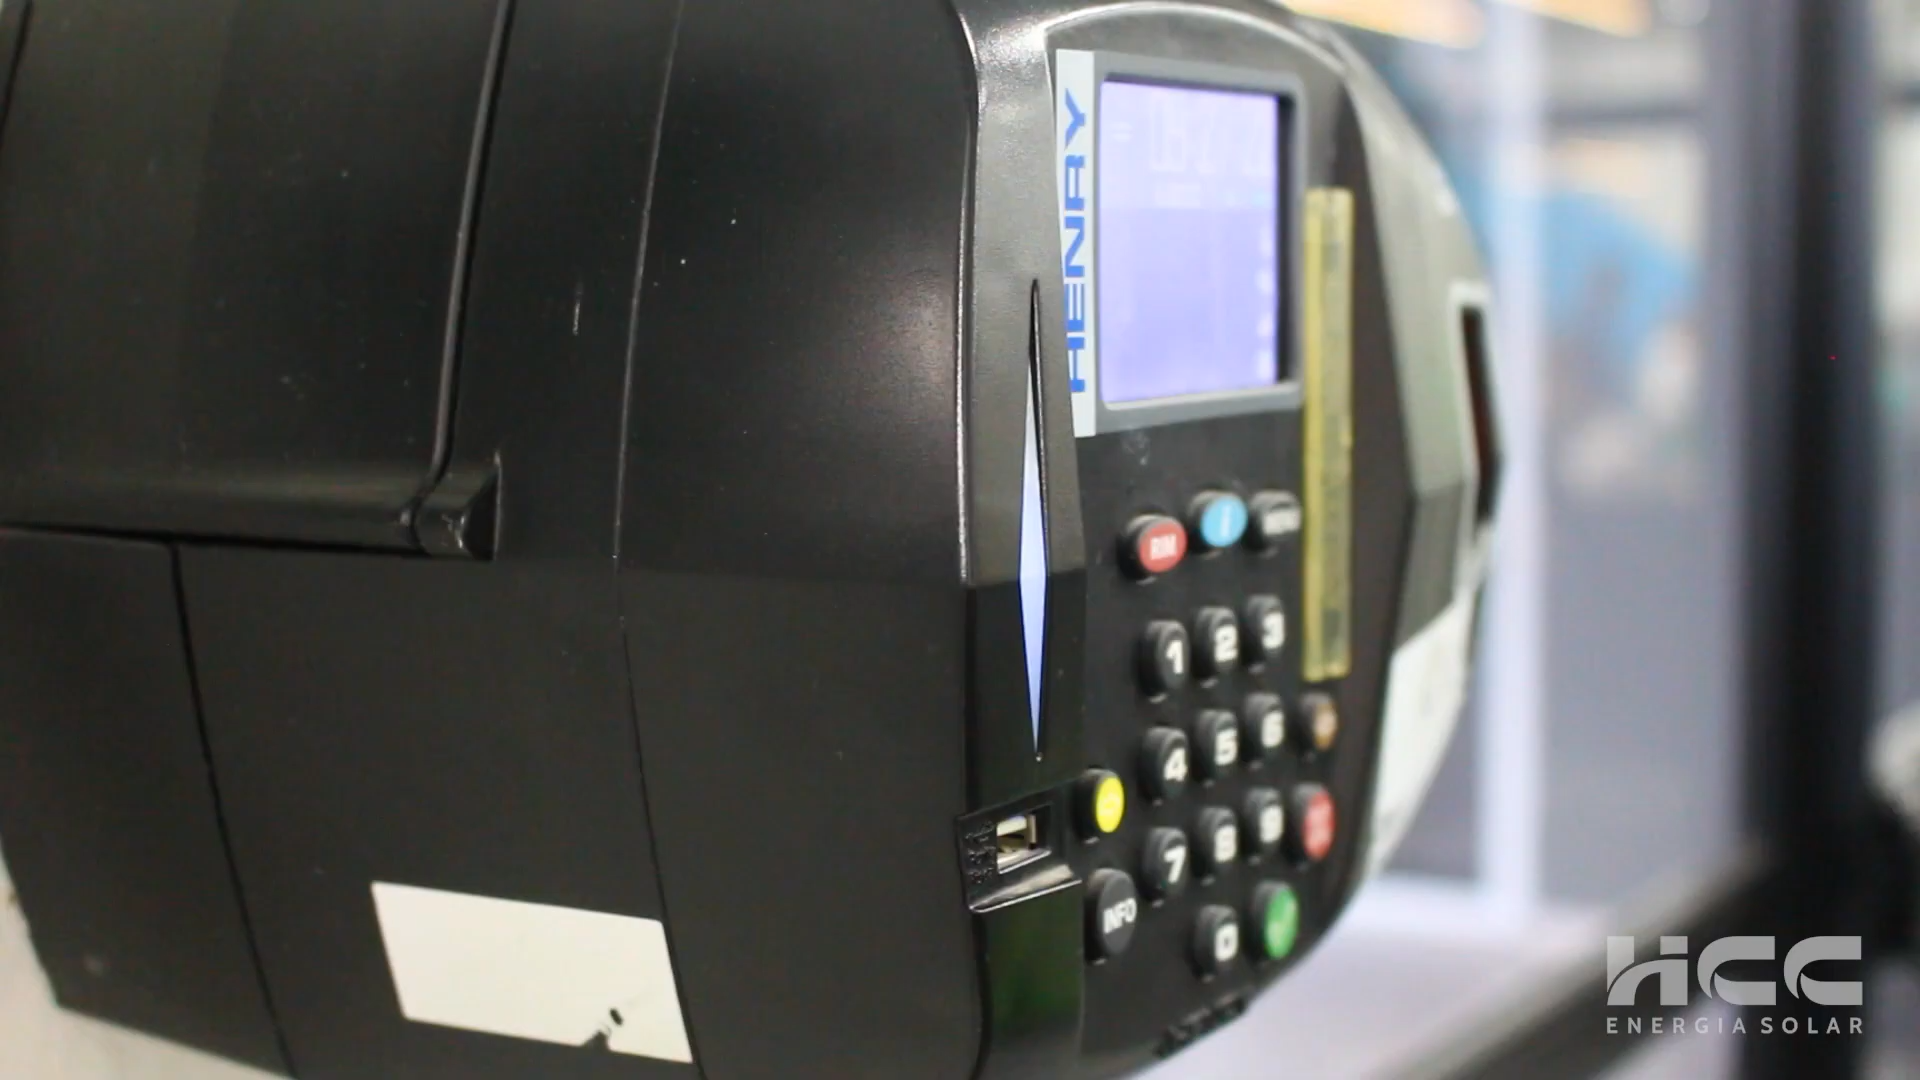 HENRY
RIM
i
MENU
1 2 3
4 5 6
7 8 9
INFO
0
HCC
ENERGIA SOLAR